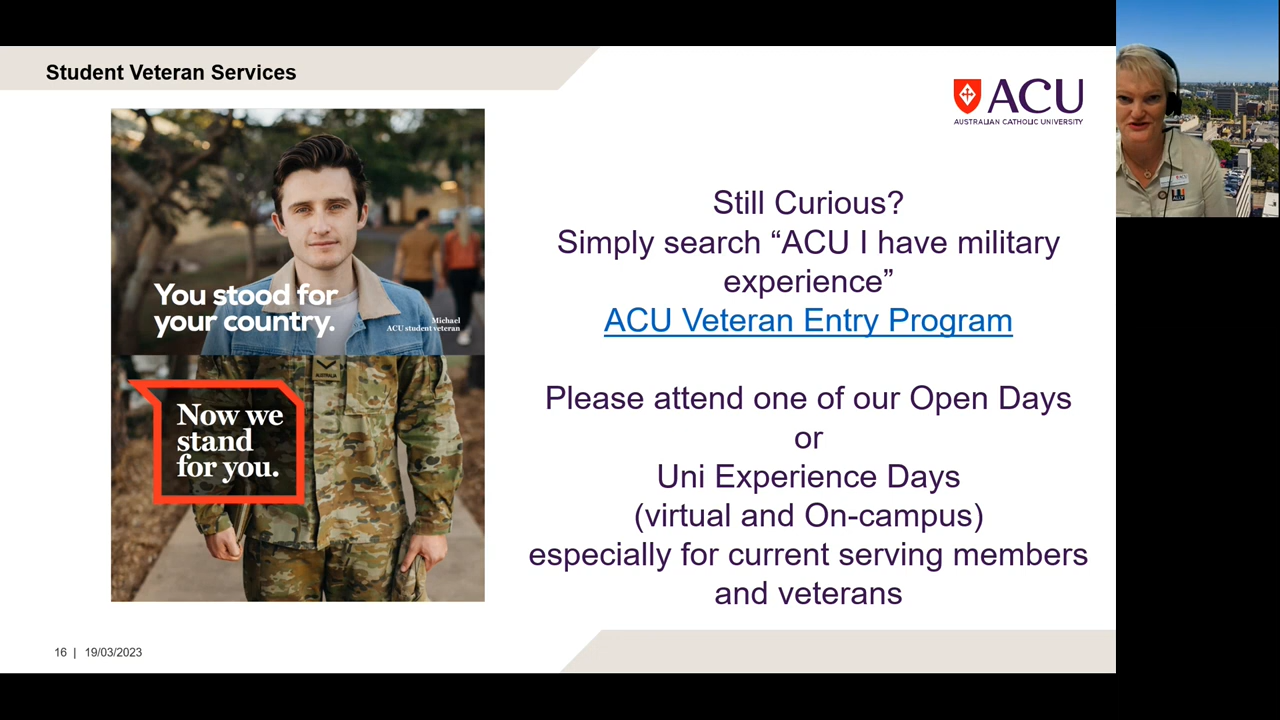 Student Veteran Services
ACU
AUSTRALIAN CATHOLIC UNIVERSITY
You stood for
your country.
Michael
ACU student veteran
AUSTRALIA
Now we
stand
for you.
Still Curious?
Simply search “ACU I have military
experience”
ACU Veteran Entry Program
Please attend one of our Open Days
or
Uni Experience Days
(virtual and On-campus)
especially for current serving members
and veterans
16 | 19/03/2023